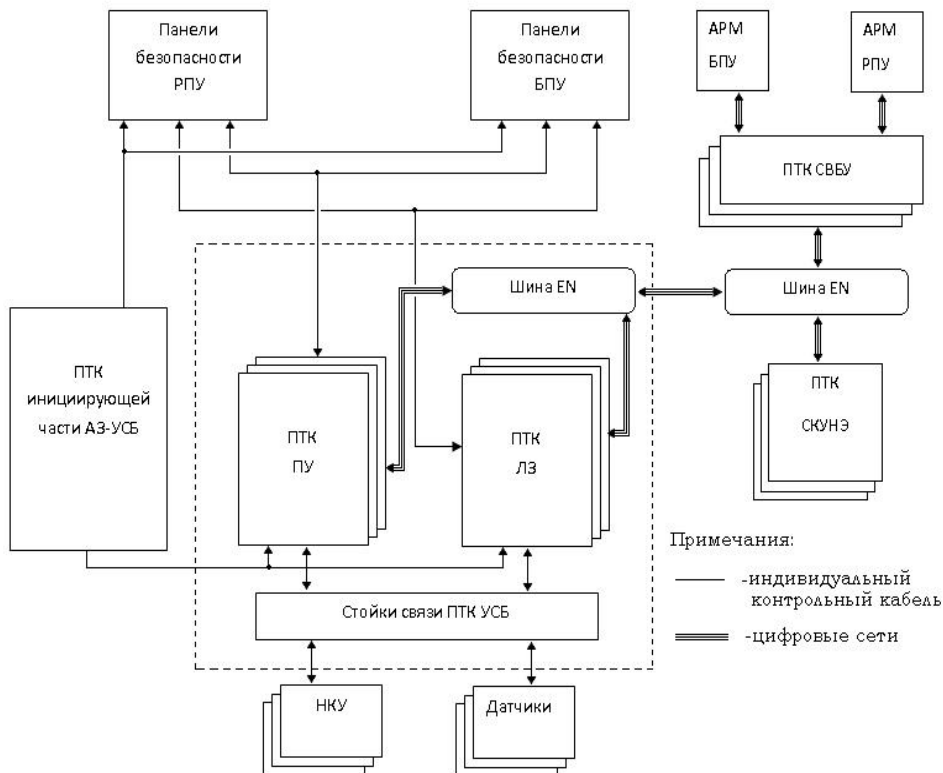 Панели
безопасности
РПУ
Панели
безопасности
БПУ
АРМ
БПУ
АРМ
РПУ
ПТК СВБУ
Шина EN
Шина EN
ПТК
инициирующей
части АЗ-УСБ
ПТК
ПУ
ПТК
ЛЗ
ПТК
СКУНЭ
Стойки связи ПТК УСБ
НКУ
Датчики
Примечания:
-индивидуальный
контрольный кабель
-цифровые сети